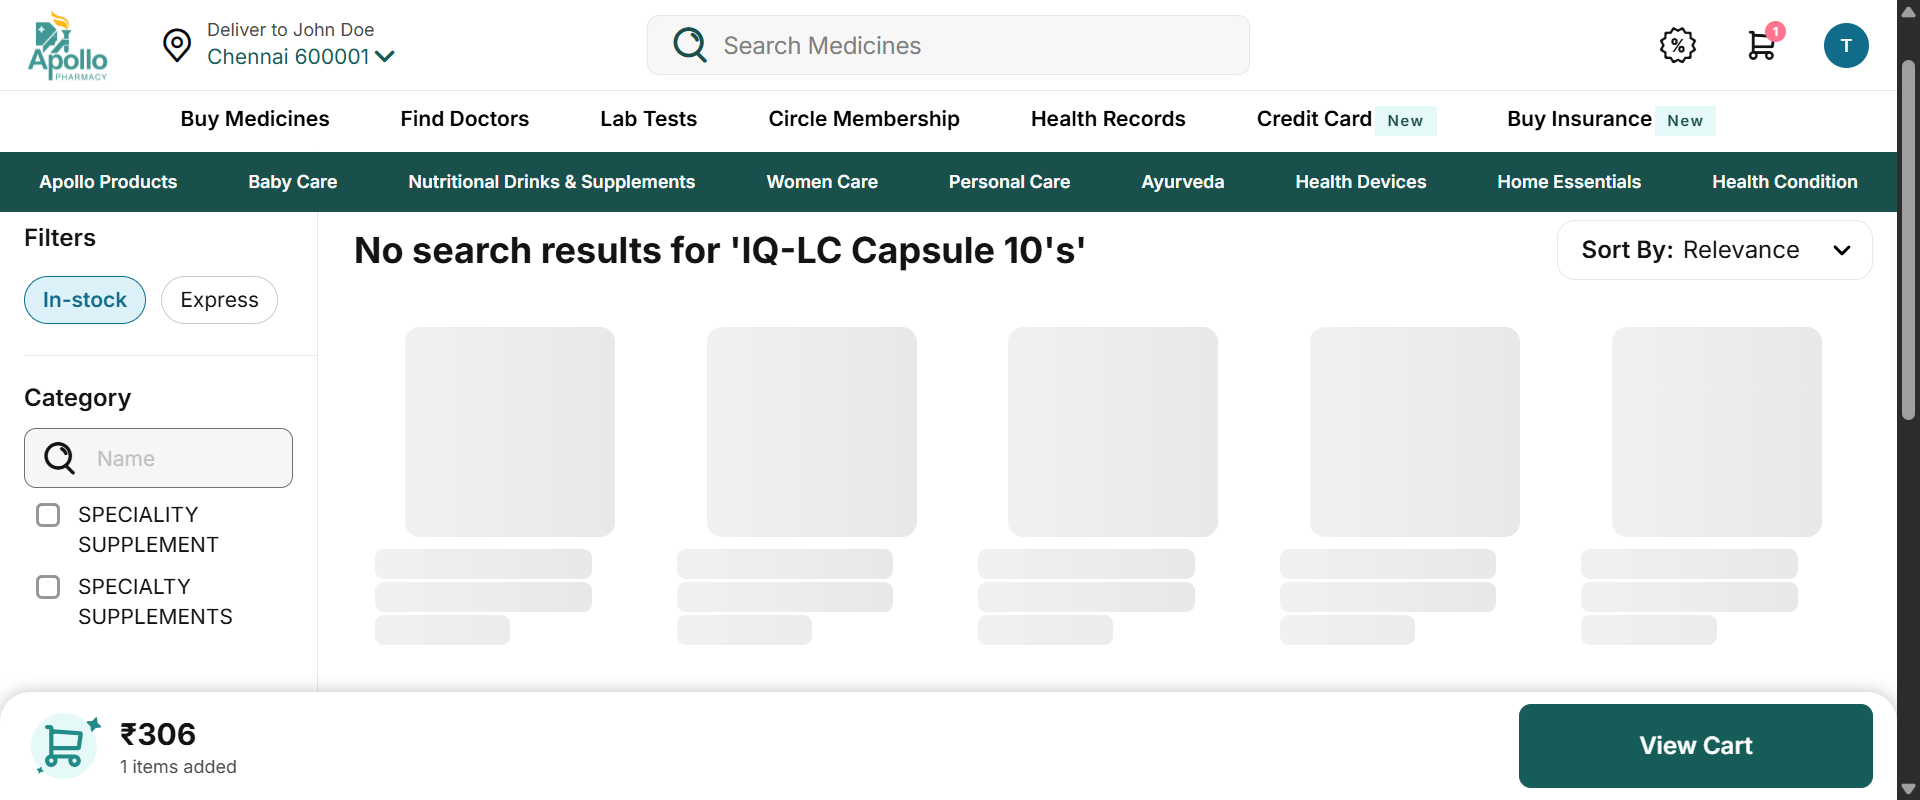 Apollo
PHARMACY
Deliver to John Doe
Chennai 600001
Search Medicines
%
1
T
Buy Medicines
Find Doctors
Lab Tests
Circle Membership
Health Records
Credit Card New
Buy Insurance New
Apollo Products
Baby Care
Nutritional Drinks & Supplements
Women Care
Personal Care
Ayurveda
Health Devices
Home Essentials
Health Condition
Filters
In-stock
Express
Category
Name
SPECIALITY
SUPPLEMENT
SPECIALTY
SUPPLEMENTS
No search results for 'IQ-LC Capsule 10's'
Sort By: Relevance
₹306
1 items added
View Cart